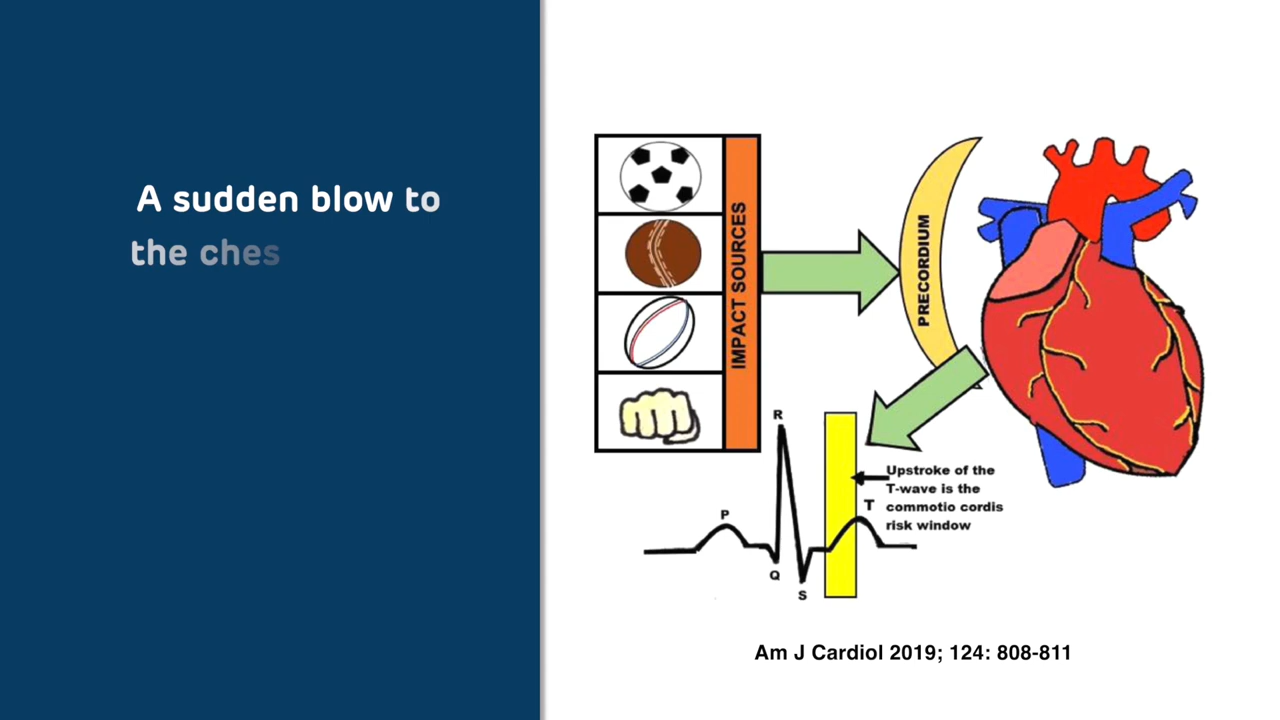 A sudden blow to
the ches
IMPACT SOURCES
PRECORDIUM
R
Upstroke of the
T-wave is the
T
commotio cordis
risk window
P
Q
S
Am J Cardiol 2019; 124: 808-811